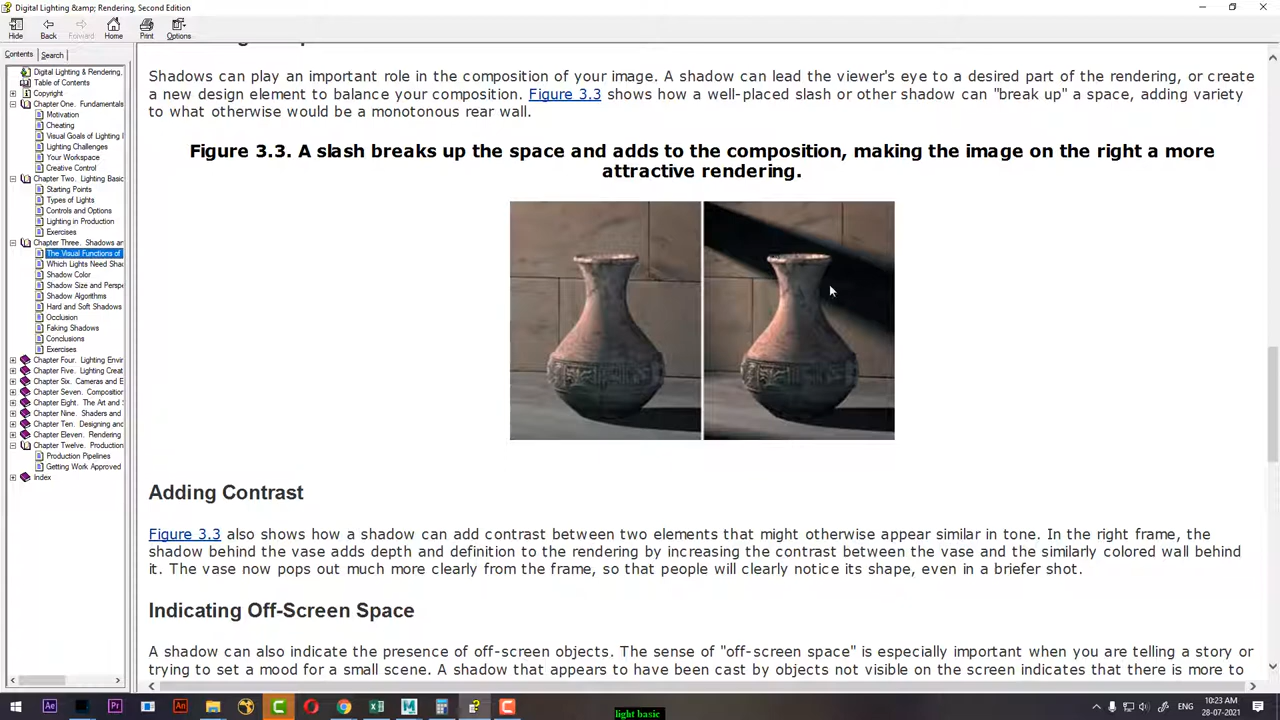 Digital Lighting &amp; Rendering, Second Edition
Hide
Back
Forward
Home
Print
Options
Contents
Search
Digital Lighting & Rendering,
Table of Contents
Copyright
Chapter One. Fundamentals
Motivation
Cheating
Visual Goals of Lighting
Lighting Challenges
Your Workspace
Creative Control
Chapter Two. Lighting Basic
Starting Points
Types of Lights
Controls and Options
Lighting in Production
Exercises
Chapter Three. Shadows an
The Visual Functions of
Which Lights Need Sha
Shadow Color
Shadow Size and Perspe
Shadow Algorithms
Hard and Soft Shadows
Occlusion
Faking Shadows
Conclusions
Exercises
Chapter Four. Lighting Envir
Chapter Five. Lighting Creat
Chapter Six. Cameras and E
Chapter Seven. Composition
Chapter Eight. The Art and S
Chapter Nine. Shaders and
Chapter Ten. Designing and
Chapter Eleven. Rendering
Chapter Twelve. Production
Production Pipelines
Getting Work Approved
Index
Shadows can play an important role in the composition of your image. A shadow can lead the viewer's eye to a desired part of the rendering, or create
a new design element to balance your composition. Figure 3.3 shows how a well-placed slash or other shadow can "break up" a space, adding variety
to what otherwise would be a monotonous rear wall.
Figure 3.3. A slash breaks up the space and adds to the composition, making the image on the right a more
attractive rendering.
Adding Contrast
Figure 3.3 also shows how a shadow can add contrast between two elements that might otherwise appear similar in tone. In the right frame, the
shadow behind the vase adds depth and definition to the rendering by increasing the contrast between the vase and the similarly colored wall behind
it. The vase now pops out much more clearly from the frame, so that people will clearly notice its shape, even in a briefer shot.
Indicating Off-Screen Space
A shadow can also indicate the presence of off-screen objects. The sense of "off-screen space" is especially important when you are telling a story or
trying to set a mood for a small scene. A shadow that appears to have been cast by objects not visible on the screen indicates that there is more to
Ae
Pr
An
C
C
light basic
ENG
10:23 AM
28-07-2021